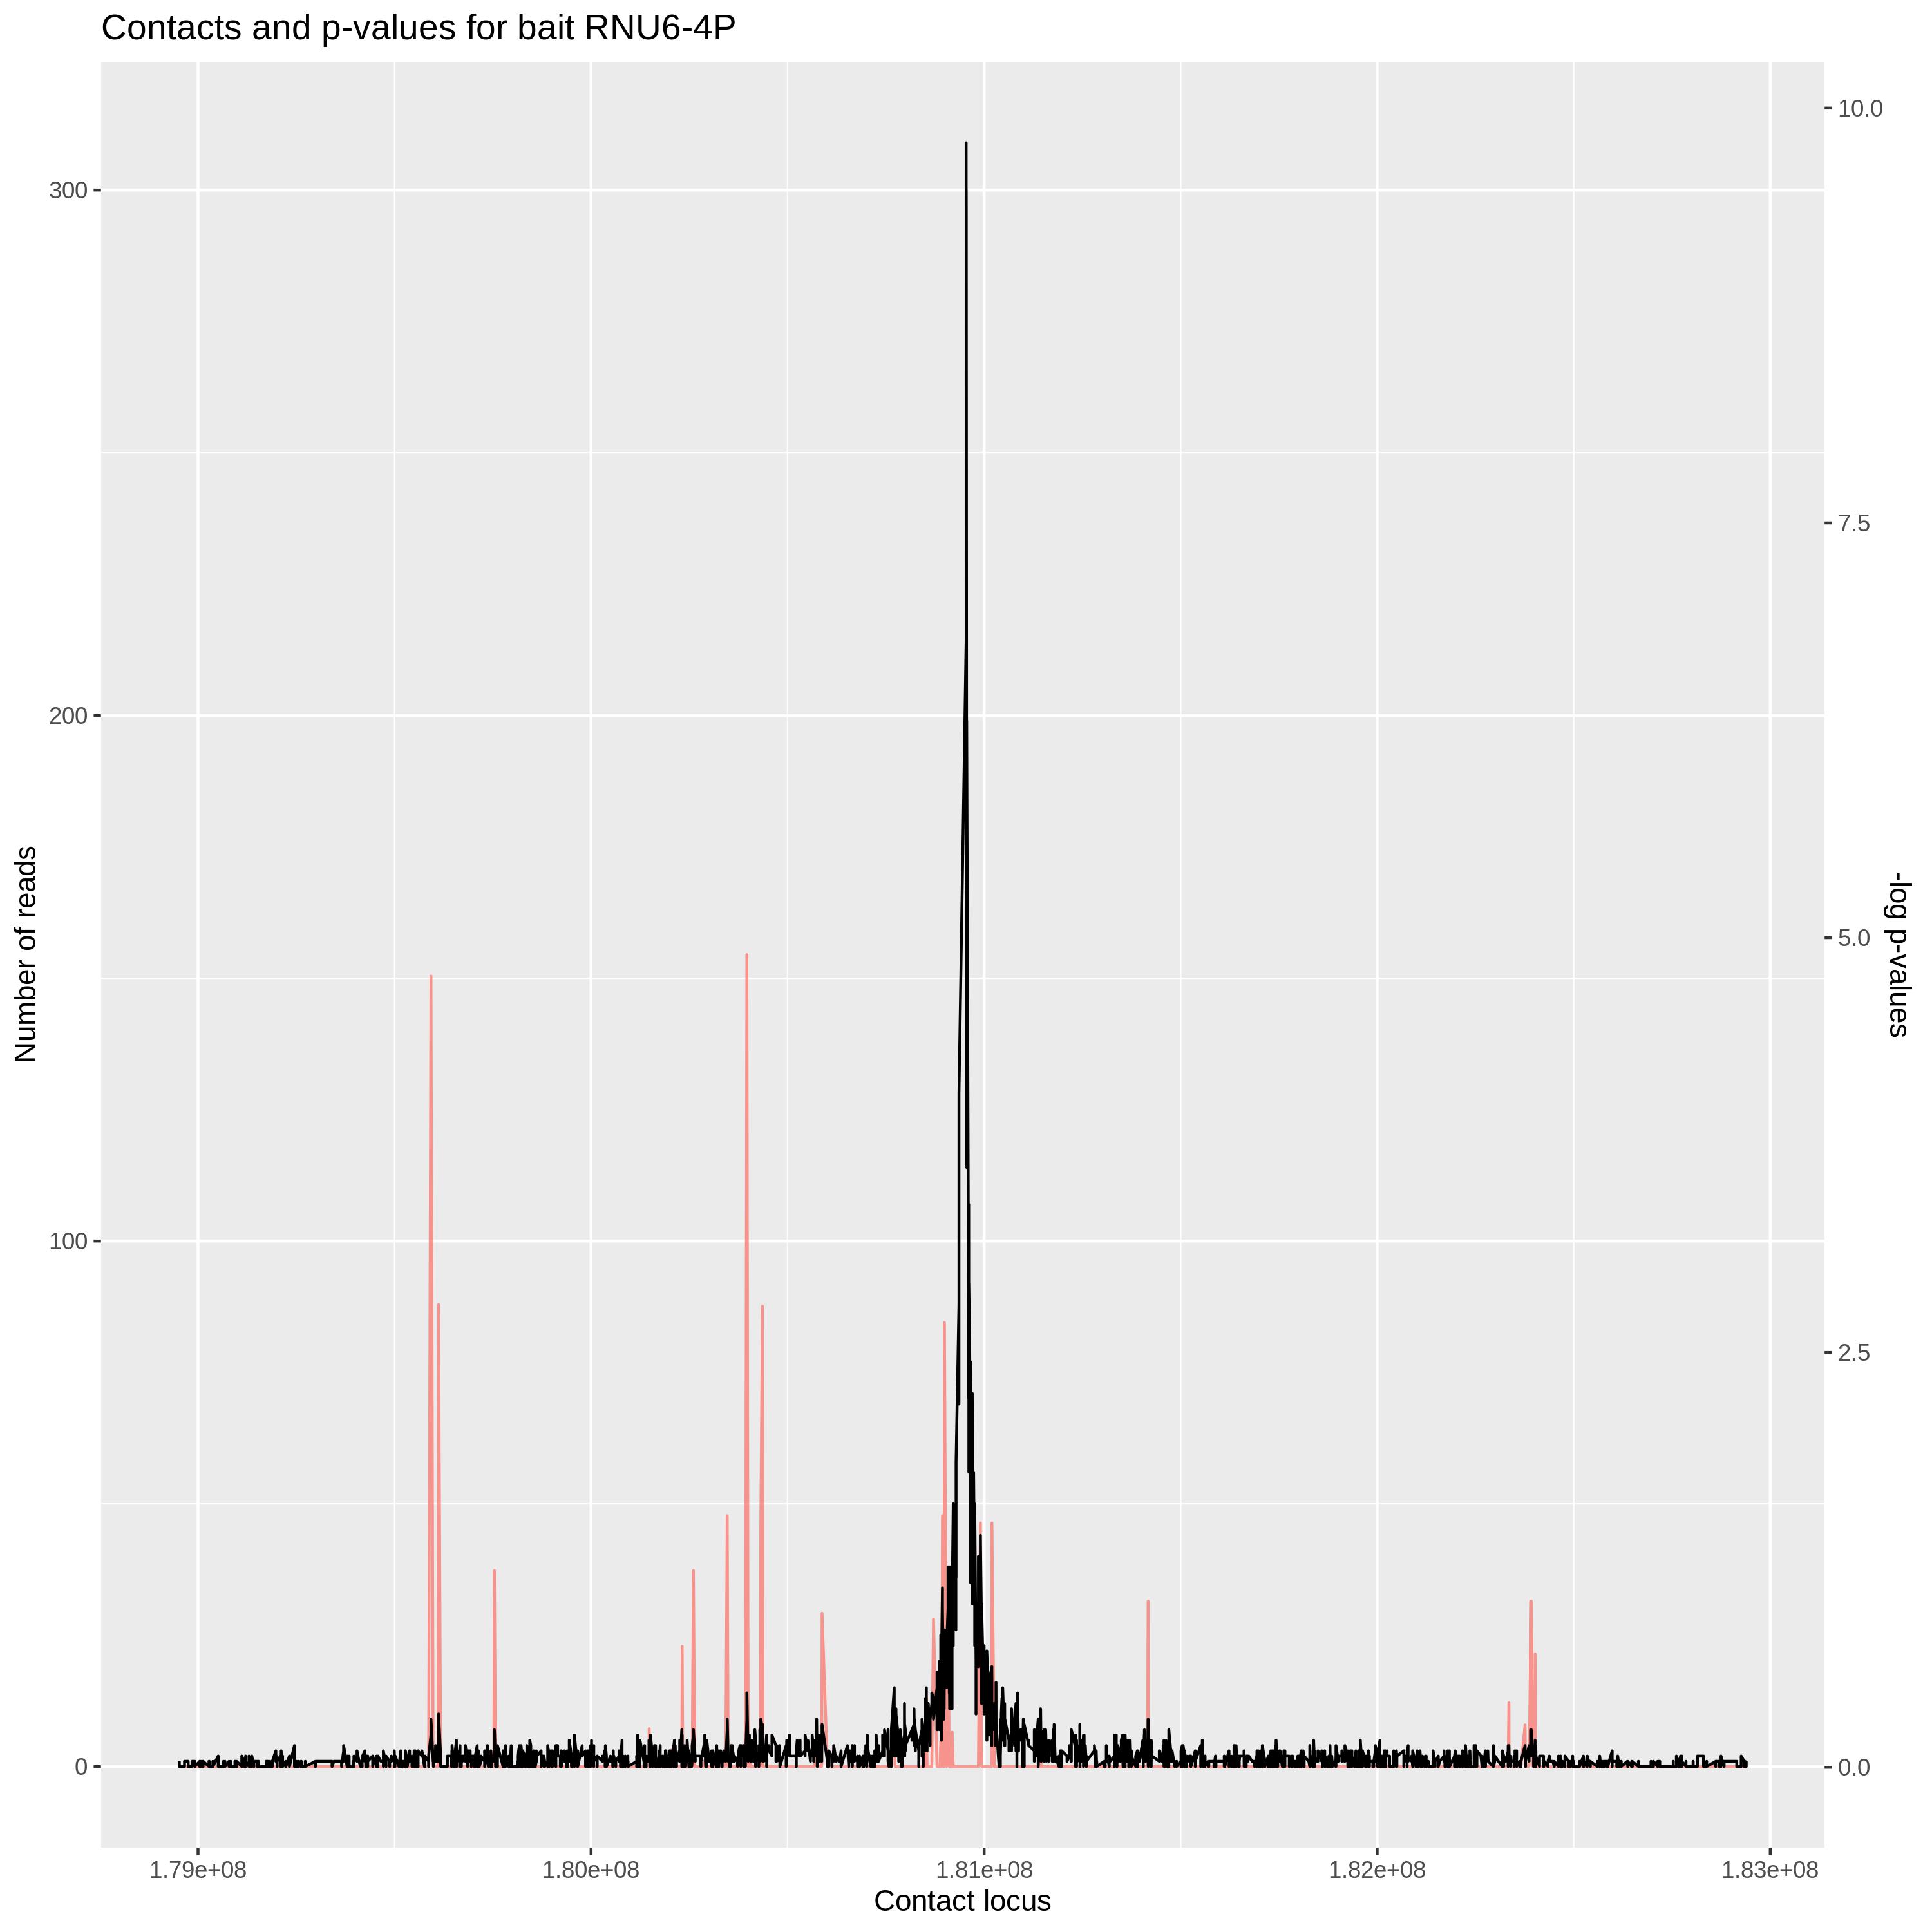 Contacts and p-values for bait RNU6-4P
Number of reads
300
200
100
0
10.0
7.5
5.0
2.5
0.0
-log p-values
1.79e+08 1.80e+08 1.81e+08 1.82e+08 1.83e+08
Contact locus